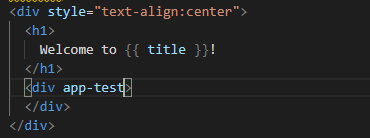 <div style="text-align:center">
<h1>
Welcome to {{ title }}!
</h1>
<div app-test>
</div>
</div>